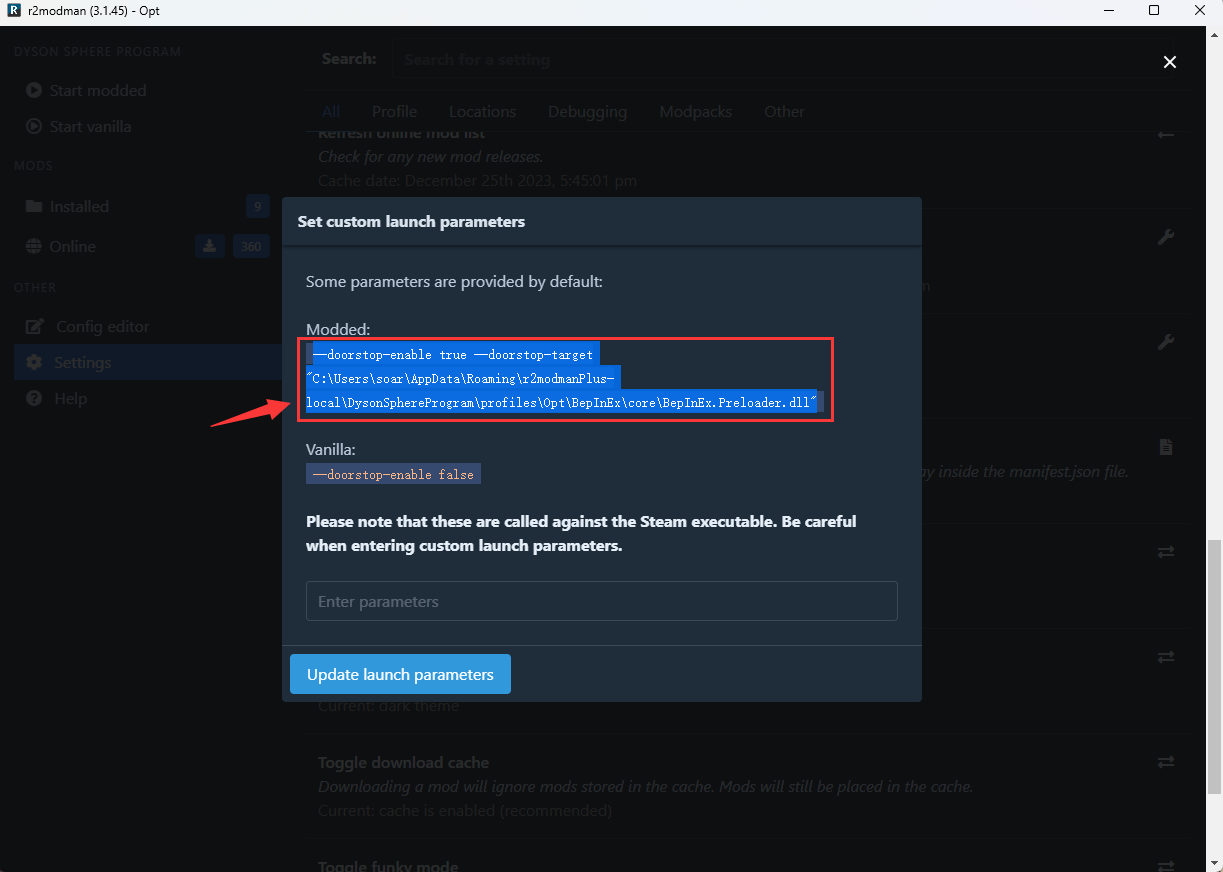 r2modman (3.1.45) - Opt
DYSON SPHERE PROGRAM
Start modded
Start vanilla
MODS
Installed
9
Online
360
OTHER
Config editor
Settings
Help
Search:
Search for a setting
All
Profile
Locations
Debugging
Modpacks
Other
Refresh online mod list
Check for any new mod releases.
Cache date: December 25th 2023, 5:45:01 pm
Set custom launch parameters
Some parameters are provided by default:
Modded:
--doorstop-enable true --doorstop-target
"C:\Users\soar\AppData\Roaming\r2modmanPlus-
local\DysonSphereProgram\profiles\Opt\BepInEx\core\BepInEx.Preloader.dll"
Vanilla:
--doorstop-enable false
Please note that these are called against the Steam executable. Be careful
when entering custom launch parameters.
Enter parameters
Update launch parameters
inside the manifest.json file.
Current: dark theme
Toggle download cache
Downloading a mod will ignore mods stored in the cache. Mods will still be placed in the cache.
Current: cache is enabled (recommended)
Toggle funky mode